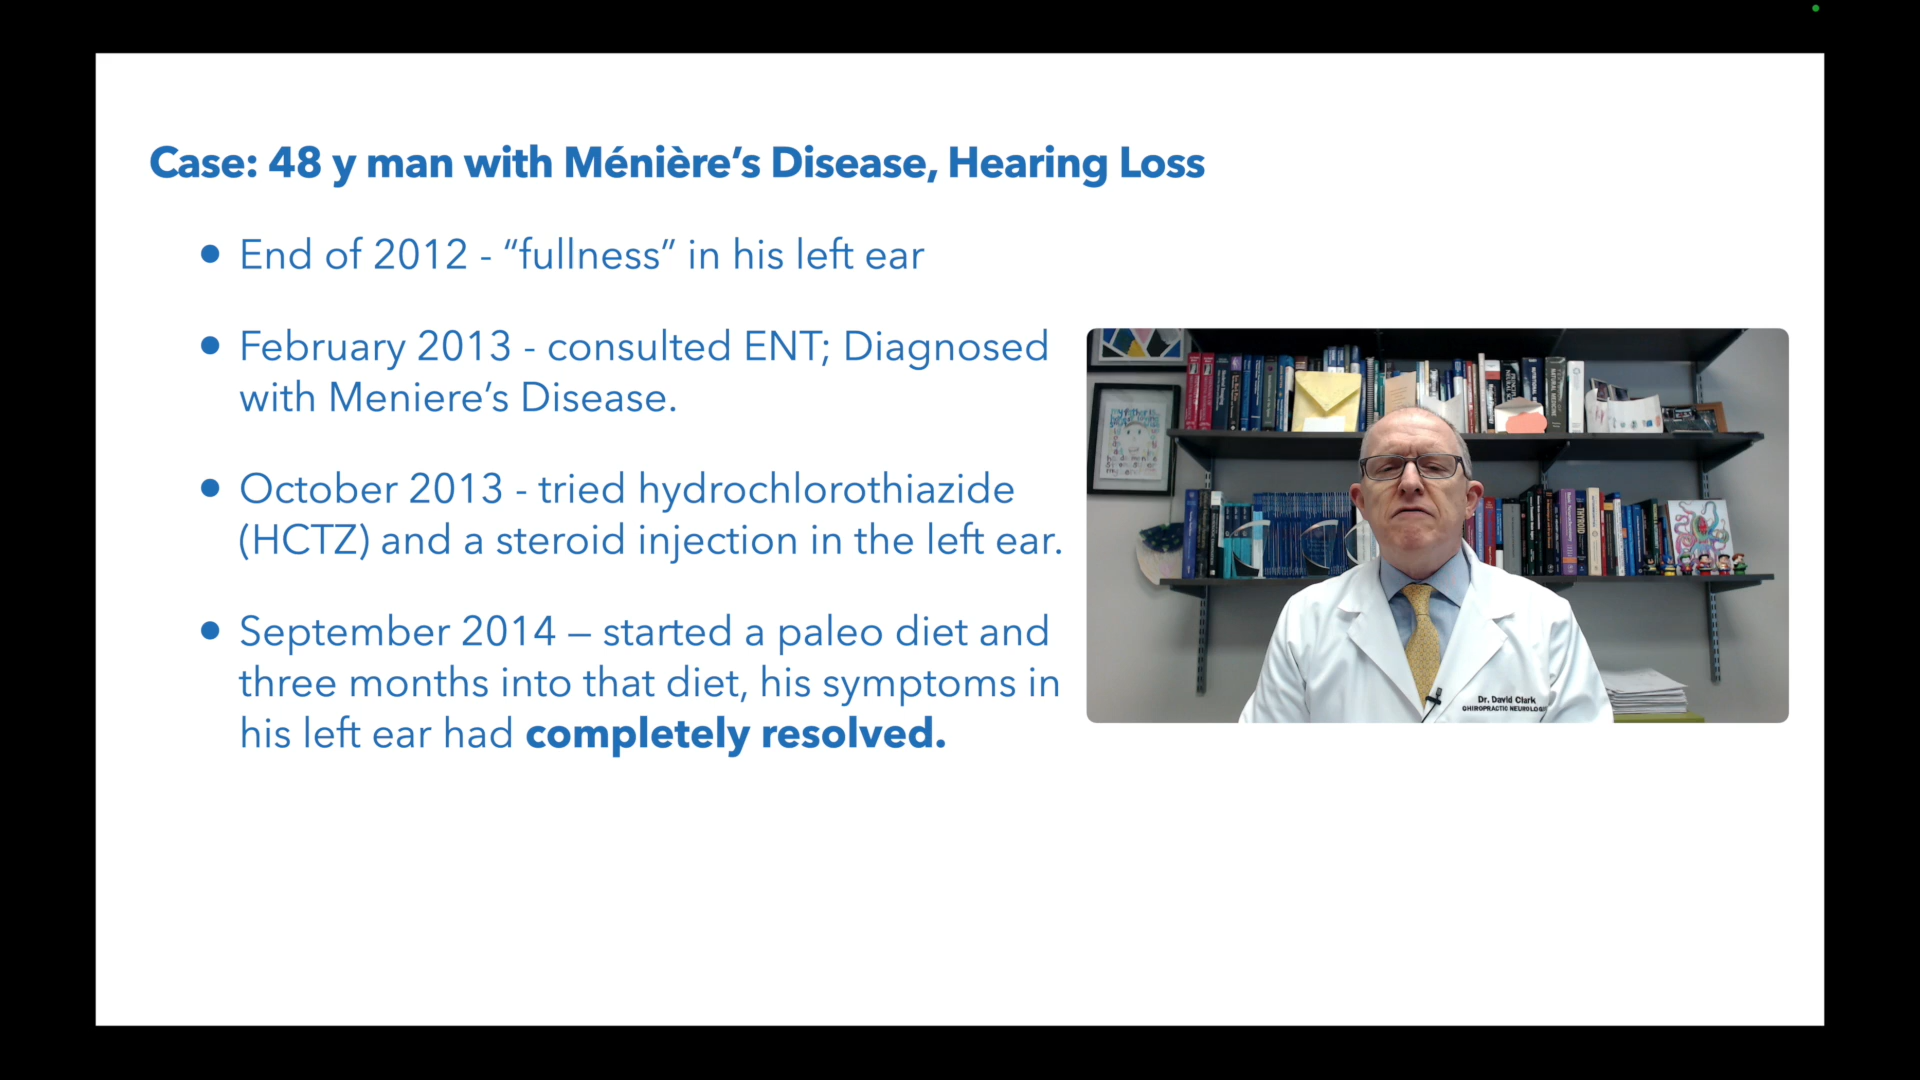 Case: 48 y man with Ménière’s Disease, Hearing Loss
● End of 2012 - “fullness” in his left ear
● February 2013 - consulted ENT; Diagnosed
with Meniere’s Disease.
● October 2013 - tried hydrochlorothiazide
(HCTZ) and a steroid injection in the left ear.
● September 2014 – started a paleo diet and
three months into that diet, his symptoms in
his left ear had completely resolved.
Dr. David Clark
CHIROPRACTIC
THYROID